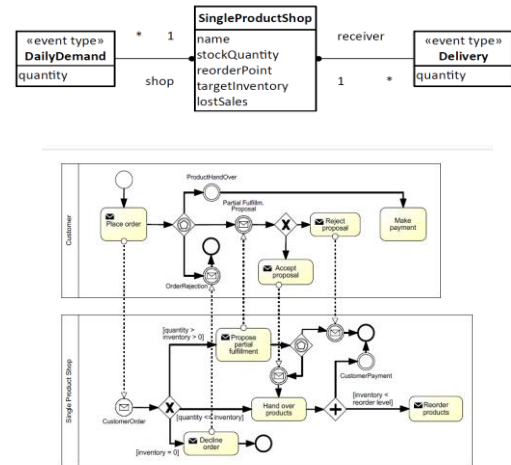 SingleProductShop
name
stockQuantity
reorderPoint
targetInventory
lostSales
«event type»
DailyDemand
quantity
* 1
shop
receiver
1 *
«event type»
Delivery
quantity
Customer
ProductHandOver
Partial Fulfillm.
Proposal
Place order
Reject
proposal
Make
payment
Accept
proposal
OrderRejection
Single Product Shop
[quantity >
inventory > 0]
Propose
partial
fulfillment
CustomerPayment
CustomerOrder
[quantity <= inventory]
Hand over
products
[inventory <
reorder level]
Reorder
products
[inventory = 0]
Decline
order